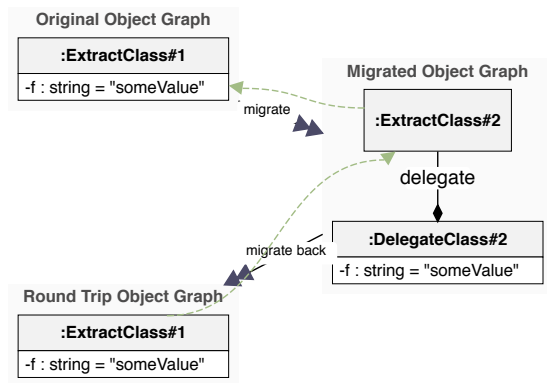 Original Object Graph
:ExtractClass#1
-f : string = "someValue"
migrate
Migrated Object Graph
:ExtractClass#2
delegate
:DelegateClass#2
-f : string = "someValue"
migrate back
Round Trip Object Graph
:ExtractClass#1
-f : string = "someValue"